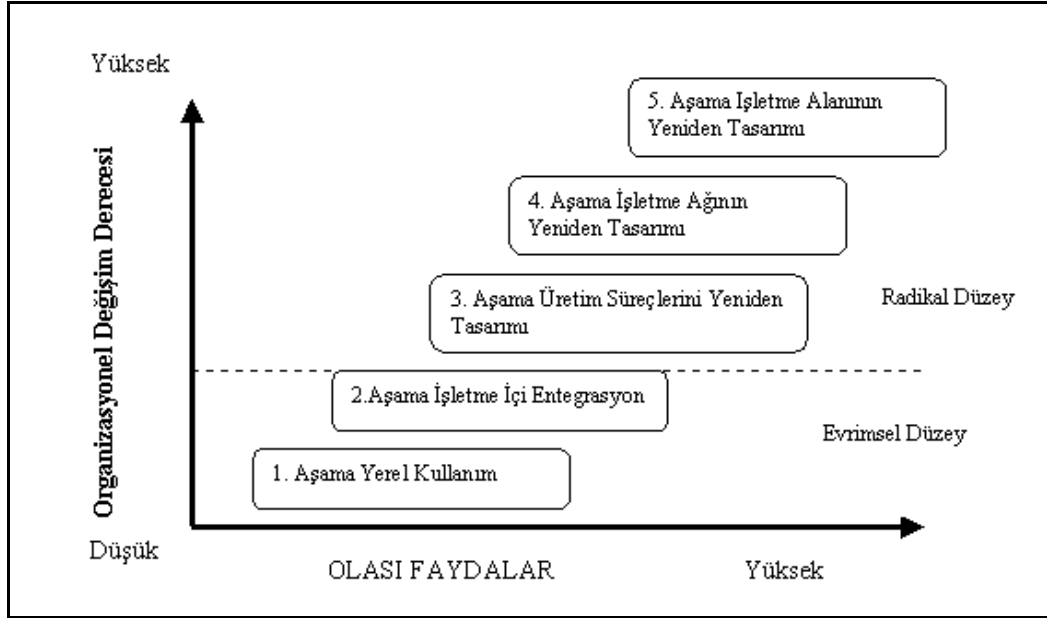 Yüksek
5. Aşama Işletme Alanının
Yeniden Tasarımı
4. Aşama İşletme Ağının
Yeniden Tasarımı
3. Aşama Üretim Süreçlerini Yeniden
Tasarımı
Radikal Düzey
2.Aşama İşletme İçi Entegrasyon
Evrimsel Düzey
1. Aşama Yerel Kullanım
Organizasyonel Değişim Derecesi
Düşük
OLASI FAYDALAR
Yüksek